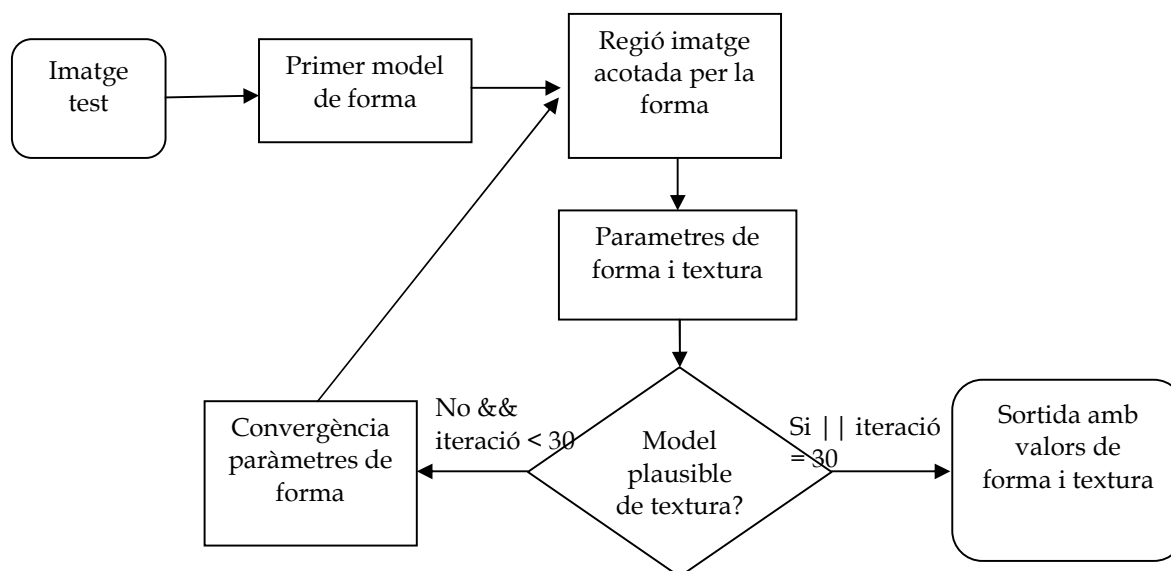 Imatge
test
Primer model
de forma
Regió imatge
acotada per la
forma
Parametres de
forma i textura
Model
plausible
de textura?
No &&
iteració < 30
Convergència
paràmetres de
forma
Si || iteració
= 30
Sortida amb
valors de
forma i textura